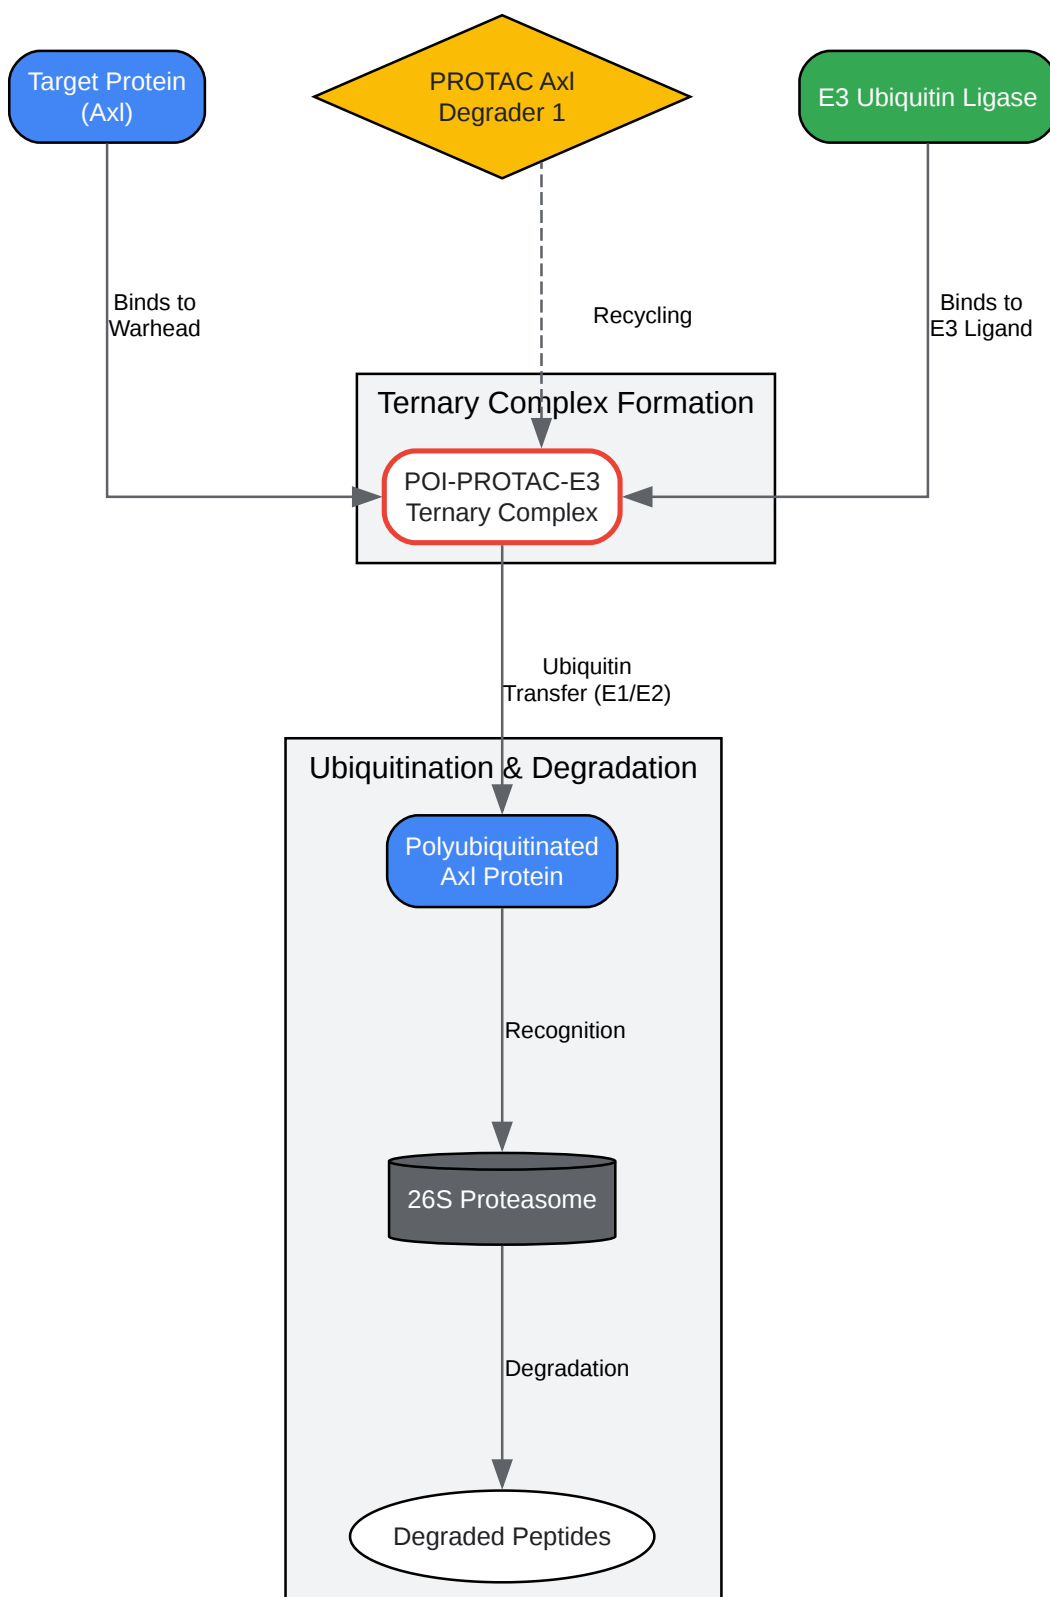 Target Protein
(Axl)
PROTAC Axl
Degrader 1
E3 Ubiquitin Ligase
Binds to
Warhead
Recycling
Binds to
E3 Ligand
Ternary Complex Formation
POI-PROTAC-E3
Ternary Complex
Ubiquitin
Transfer (E1/E2)
Ubiquitination & Degradation
Polyubiquitinated
Axl Protein
Recognition
26S Proteasome
Degradation
Degraded Peptides